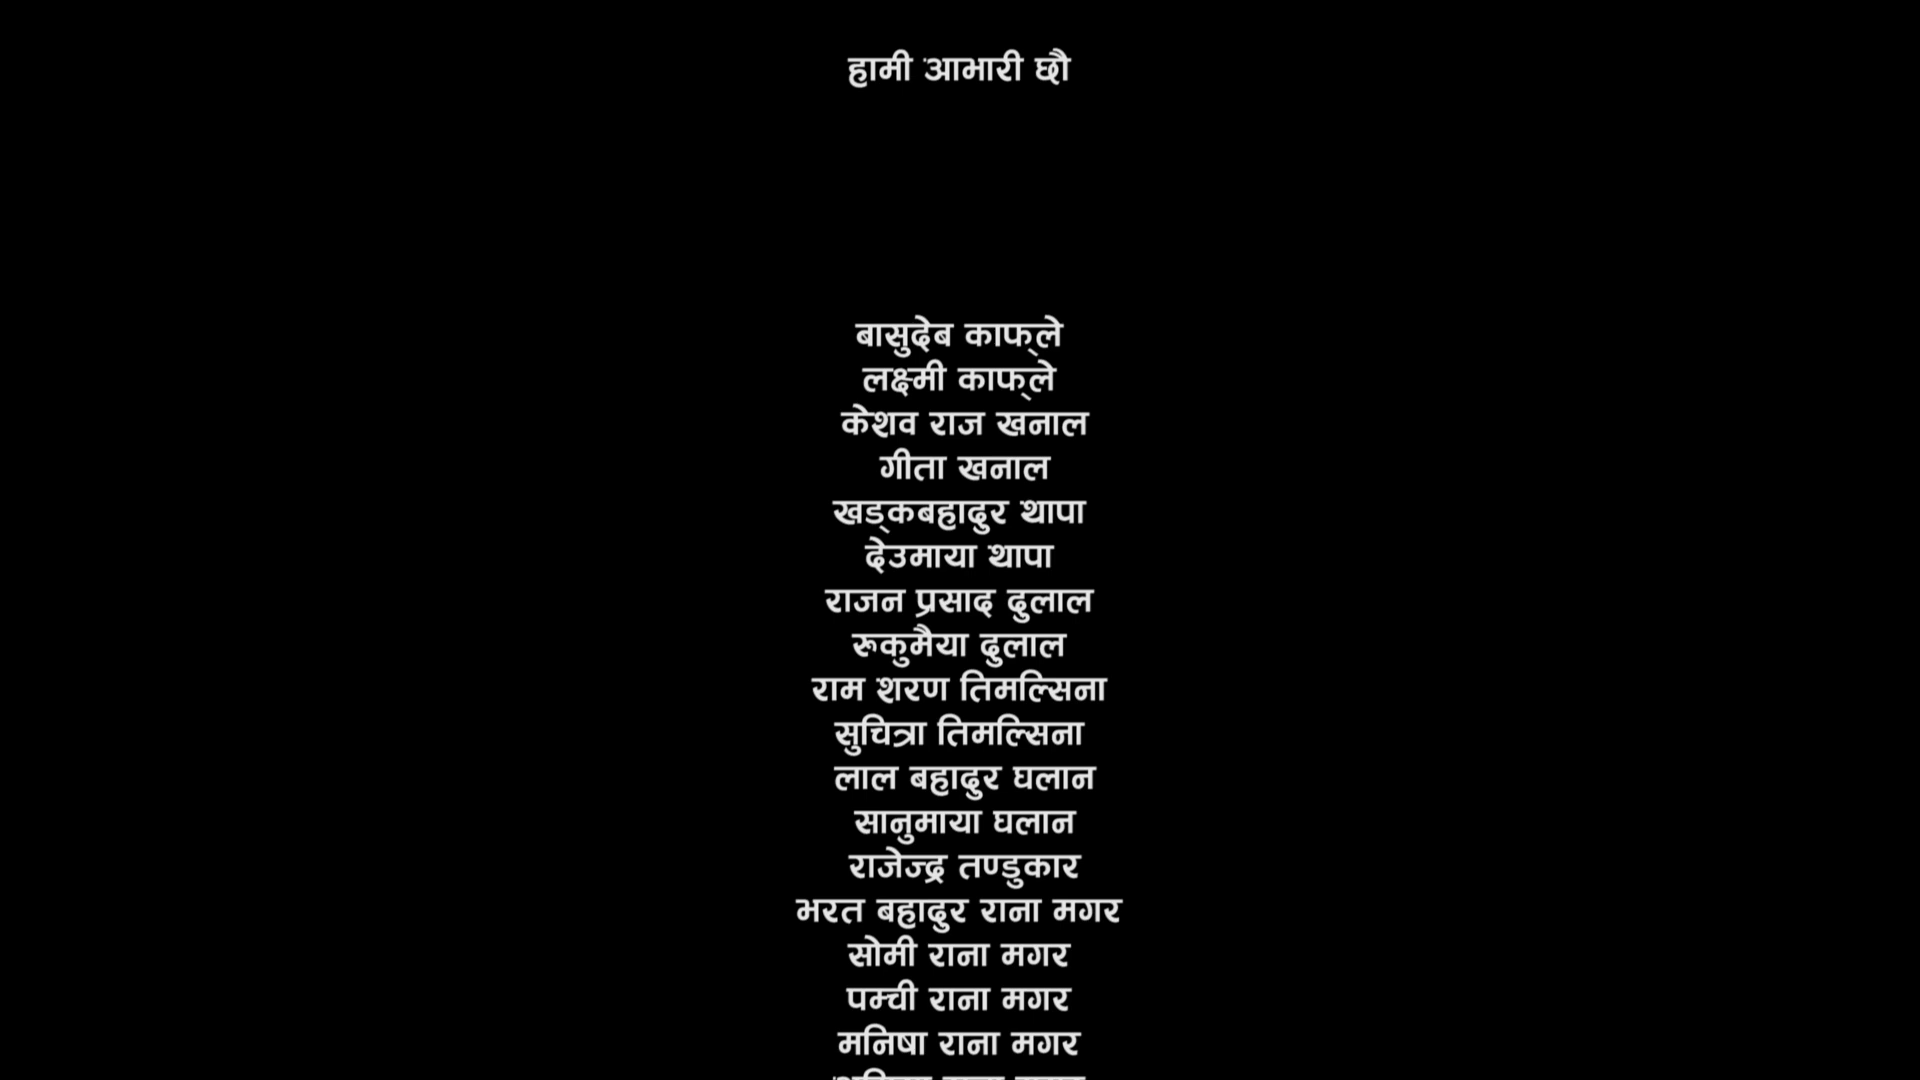 हामी आभारी छौ
बासुदेब काफ्ले
लक्ष्मी काफ्ले
केशव राज खनाल
गीता खनाल
खड्कबहादुर थापा
देउमाया थापा
राजन प्रसाद दुलाल
रूकुमैया दुलाल
राम शरण तिमल्सिना
सुचित्रा तिमल्सिना
लाल बहादुर घलान
सानुमाया घलान
राजेज्द्र तण्डुकार
भरत बहादुर राना मगर
सोमी राना मगर
पम्ची राना मगर
मनिषा राना मगर